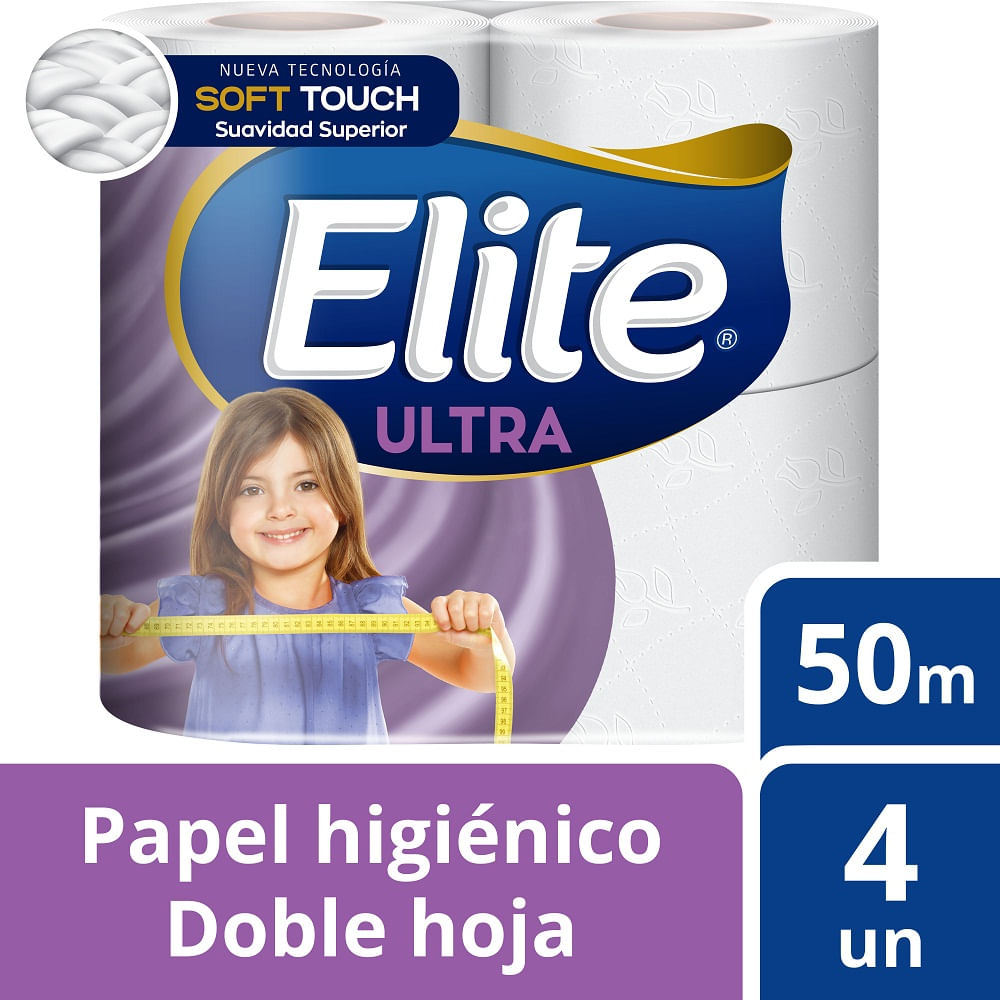 NUEVA TECNOLOGÍA
SOFT TOUCH
Suavidad Superior
Elite®
ULTRA
50m
Papel higiénico
Doble hoja
4
un